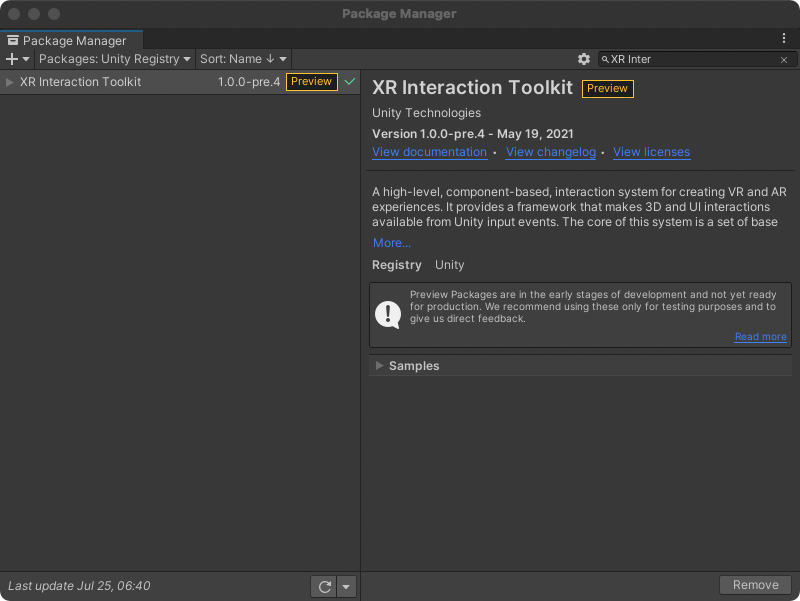 Package Manager
Package Manager
Packages: Unity Registry
Sort: Name ↓
XR Inter
XR Interaction Toolkit 1.0.0-pre.4 Preview
XR Interaction Toolkit Preview
Unity Technologies
Version 1.0.0-pre.4 - May 19, 2021
View documentation • View changelog • View licenses
A high-level, component-based, interaction system for creating VR and AR
experiences. It provides a framework that makes 3D and UI interactions
available from Unity input events. The core of this system is a set of base
More...
Registry Unity
Preview Packages are in the early stages of development and not yet ready
for production. We recommend using these only for testing purposes and to
give us direct feedback.
Read more
Samples
Last update Jul 25, 06:40
Remove